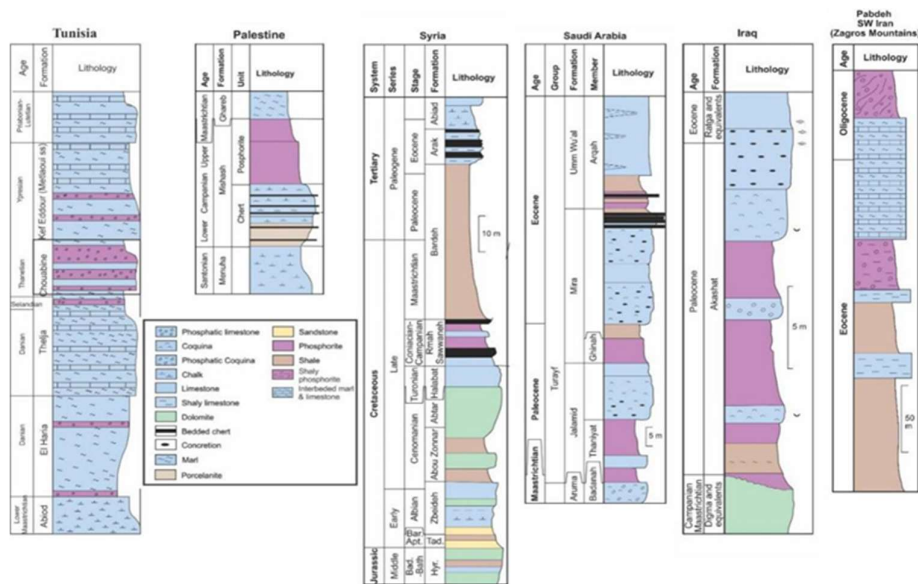 Tunisia
Age
Formation
Lithology
Priabonian-
Lutetian
Ypresian
Kef Eddour (Metlaoui ss)
Thanetian
Chouabine
Selandian
Danian
Thelja
Danian
El Haria
Lower
Maastrichtian
Abiod
Palestine
Age
Formation
Unit
Lithology
Maastrichtian
Ghareb
Upper
Campanian
Lower
Mishash
Posphorite
Chert
Santonian
Menuha
Phosphatic limestone
Coquina
Phosphatic Coquina
Chalk
Limestone
Shaly limestone
Dolomite
Bedded chert
Concretion
Marl
Porcelanite
Sandstone
Phosphorite
Shale
Shaly
phosphorite
Interbeded marl
& limestone
Syria
System
Series
Stage
Formation
Lithology
Tertiary
Paleogene
Eocene
Abiad
Arak
Paleocene
Bardeh
10 m
Cretaceous
Late
Maastrichtian
Coniacian-
Campanian
Rmah
Sawwaneh
Turonian
Halabat
Cenomanian
Abtar
Abou Zonnar
Early
Albian
Zbeideh
Bar.
Apt.
Tad.
Jurassic
Middle
Bad.
-Bath
Hyr.
Saudi Arabia
Age
Group
Formation
Member
Lithology
Eocene
Umm Wu'al
Arqah
Mira
Paleocene
Turayf
Ghinah
Jalamid
Thaniyat
5 m
Maastrichtian
Aruma
Badanah
Iraq
Age
Formation
Lithology
Eocene
Ratga and
equivalents
Paleocene
Akashat
5 m
Campanian
Maastrichtian
Digma and
equivalents
Pabdeh
SW Iran
(Zagros Mountains)
Age
Lithology
Oligocene
Eocene
50
m